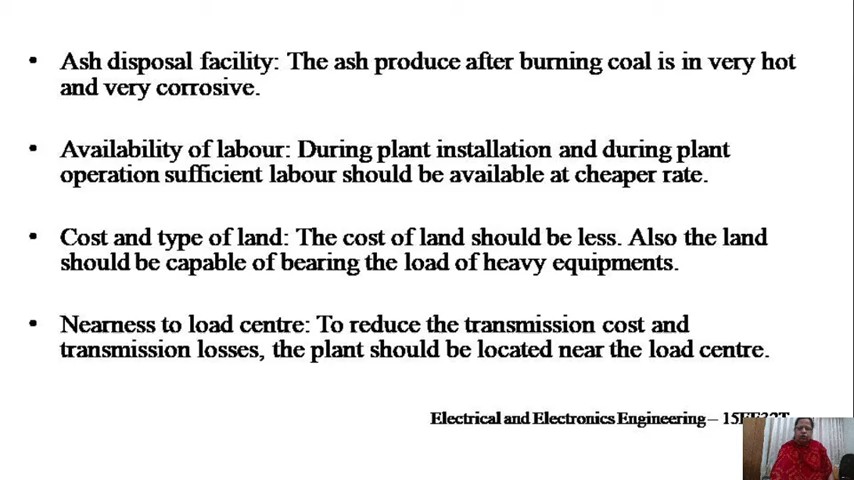 • Ash disposal facility: The ash produce after burning coal is in very hot
and very corrosive.
• Availability of labour: During plant installation and during plant
operation sufficient labour should be available at cheaper rate.
• Cost and type of land: The cost of land should be less. Also the land
should be capable of bearing the load of heavy equipments.
• Nearness to load centre: To reduce the transmission cost and
transmission losses, the plant should be located near the load centre.
Electrical and Electronics Engineering –